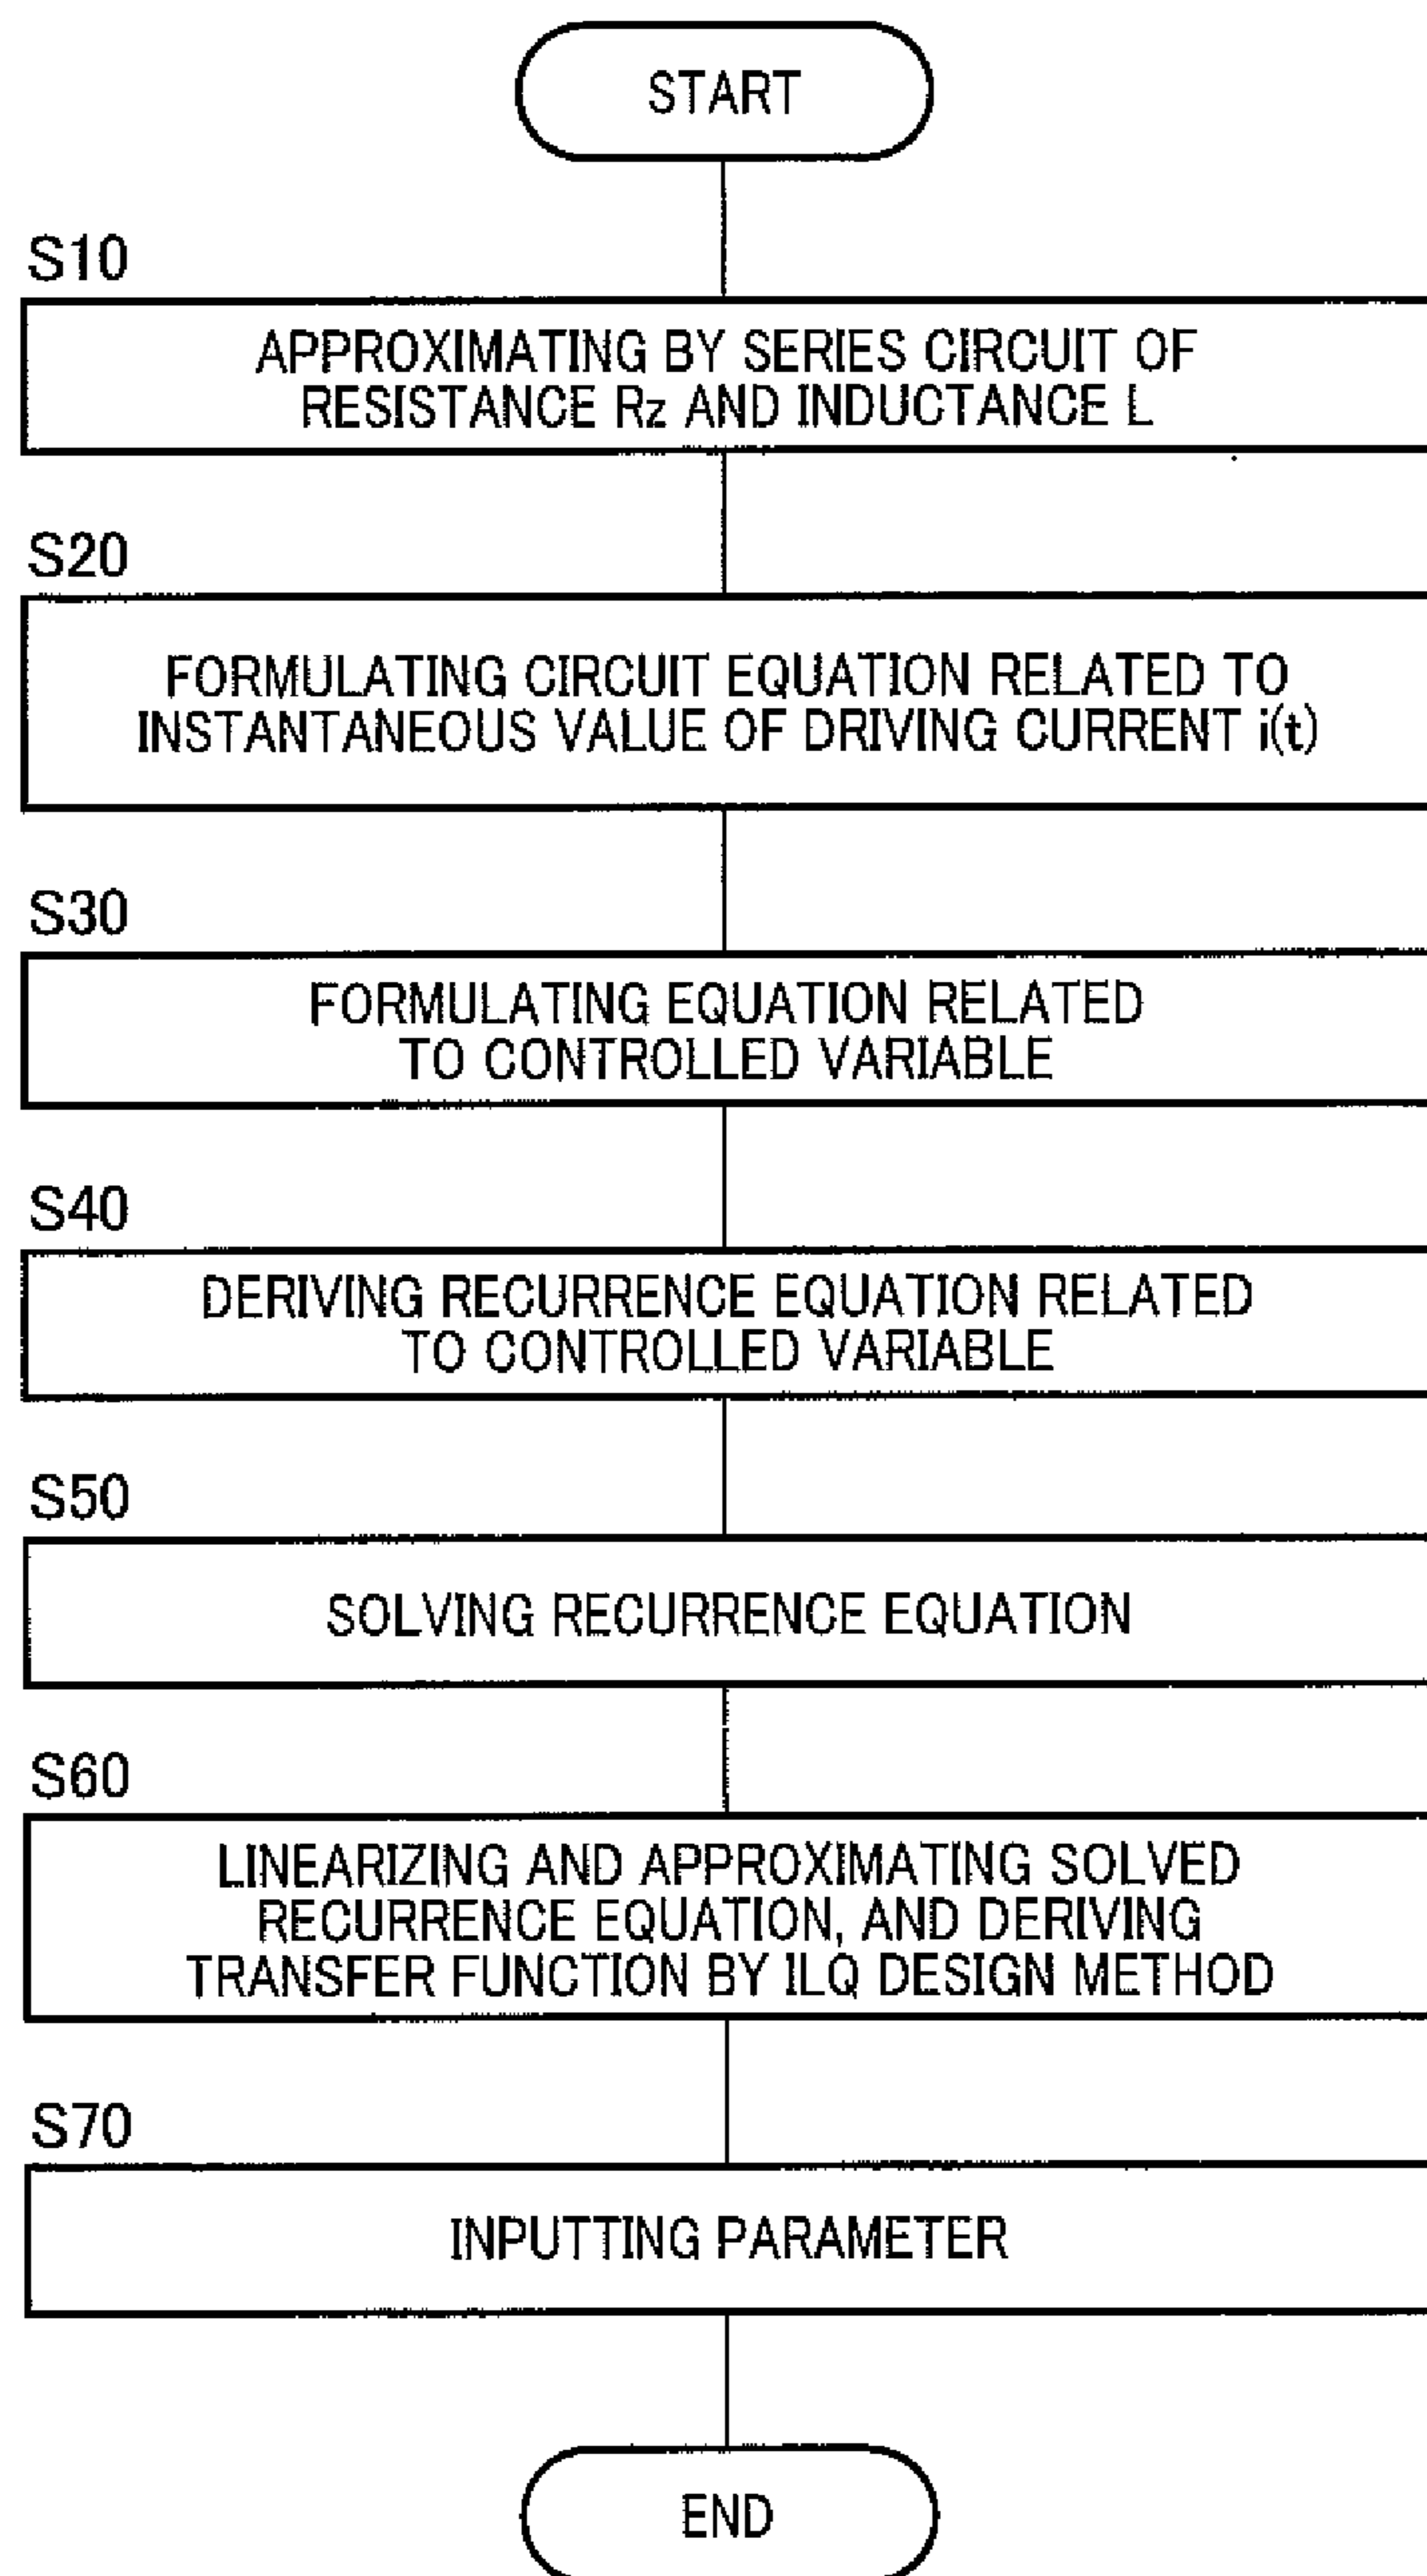 START
S10
APPROXIMATING BY SERIES CIRCUIT OF
RESISTANCE Rz AND INDUCTANCE L
S20
FORMULATING CIRCUIT EQUATION RELATED TO
INSTANTANEOUS VALUE OF DRIVING CURRENT i(t)
S30
FORMULATING EQUATION RELATED
TO CONTROLLED VARIABLE
S40
DERIVING RECURRENCE EQUATION RELATED
TO CONTROLLED VARIABLE
S50
SOLVING RECURRENCE EQUATION
S60
LINEARIZING AND APPROXIMATING SOLVED
RECURRENCE EQUATION, AND DERIVING
TRANSFER FUNCTION BY ILQ DESIGN METHOD
S70
INPUTTING PARAMETER
END